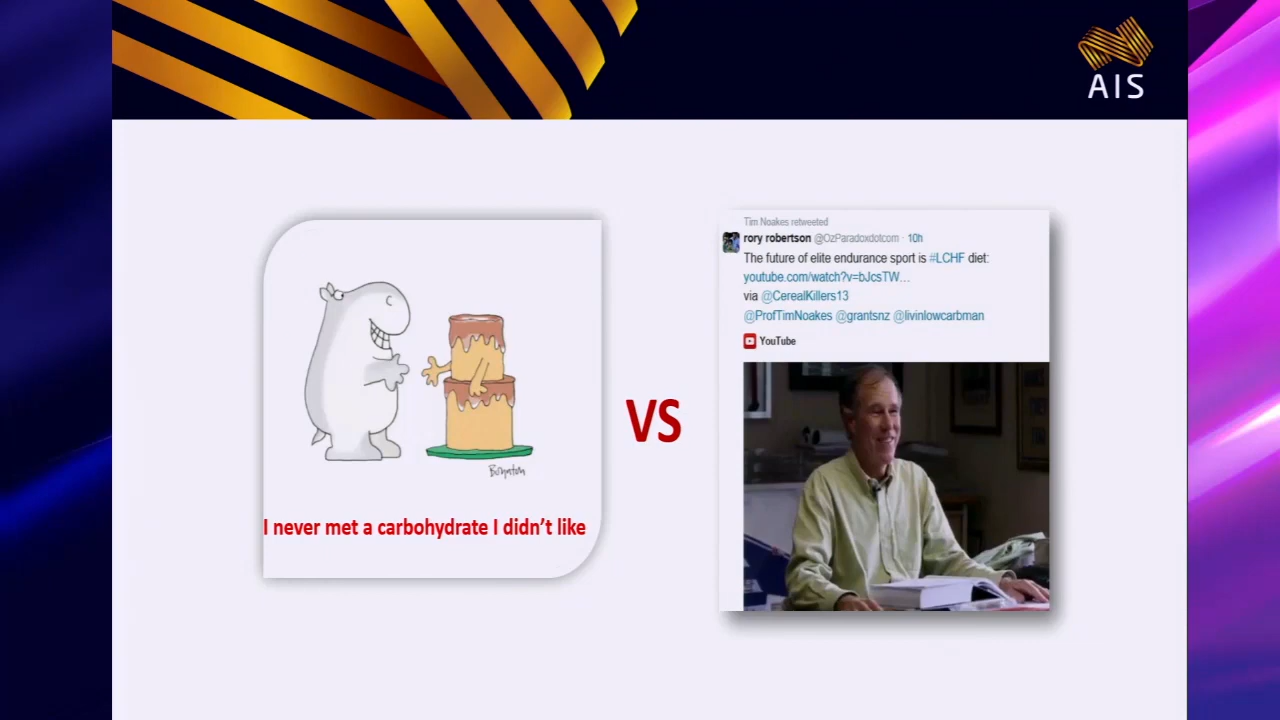 AIS
Boynton
I never met a carbohydrate I didn't like
VS
Tim Noakes retweeted
rory robertson @OzParadoxdotcom · 10h
The future of elite endurance sport is #LCHF diet:
youtube.com/watch?v=bJcsTW...
via @CerealKillers13
@ProfTimNoakes @grantsnz @livinlowcarbman
YouTube